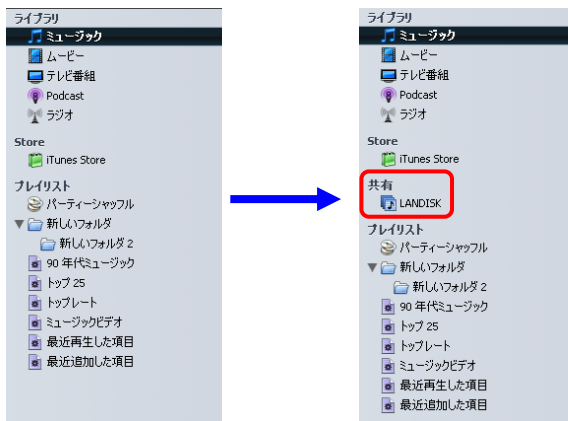 ライブラリ
ミュージック
ムービー
テレビ番組
Podcast
ラジオ
Store
iTunes Store
プレイリスト
パーティーシャッフル
新しいフォルダ
新しいフォルダ 2
90 年代ミュージック
トップ 25
トップレート
ミュージックビデオ
最近再生した項目
最近追加した項目
ライブラリ
ミュージック
ムービー
テレビ番組
Podcast
ラジオ
Store
iTunes Store
共有
LANDISK
プレイリスト
パーティーシャッフル
新しいフォルダ
新しいフォルダ 2
90 年代ミュージック
トップ 25
トップレート
ミュージックビデオ
最近再生した項目
最近追加した項目